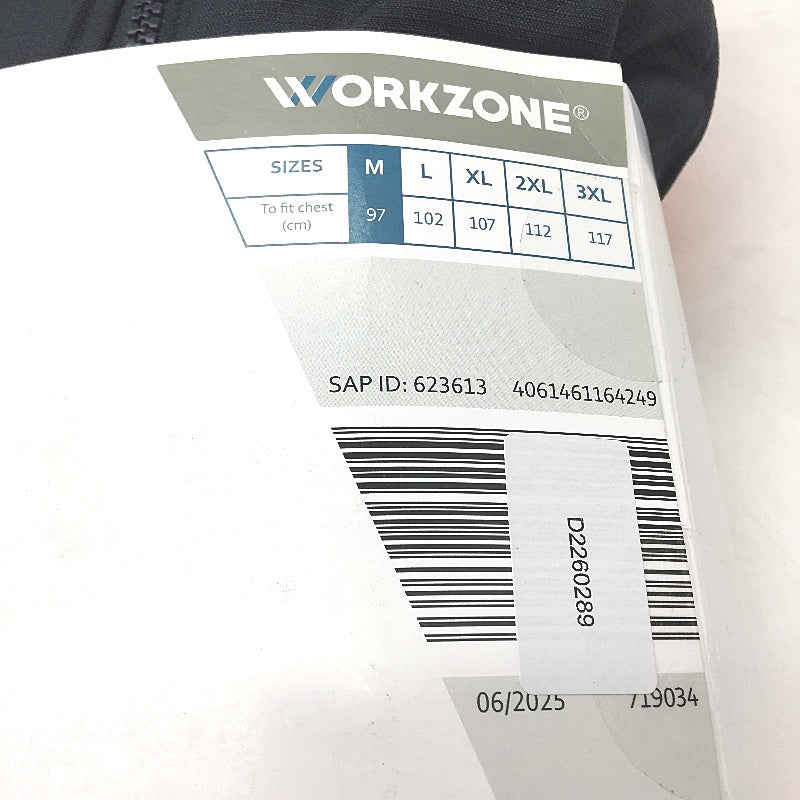 WORKZONE®
SIZES M L XL 2XL 3XL
To fit chest (cm) 97 102 107 112 117
SAP ID: 623613 4061461164249
D2260289
06/2025 719034